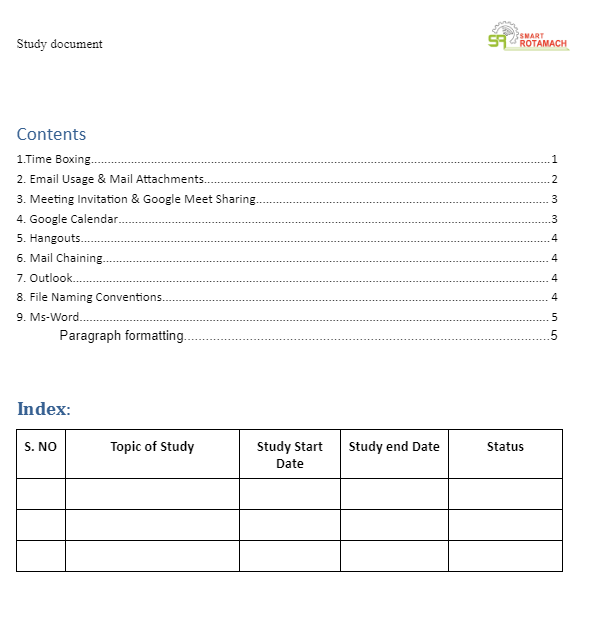 Study document
SR SMART
ROTAMACH
Contents
1.Time Boxing 1
2. Email Usage & Mail Attachments 2
3. Meeting Invitation & Google Meet Sharing 3
4. Google Calendar 3
5. Hangouts 4
6. Mail Chaining 4
7. Outlook 4
8. File Naming Conventions 4
9. Ms-Word 5
Paragraph formatting 5
Index:
S. NO Topic of Study Study Start Date Study end Date Status